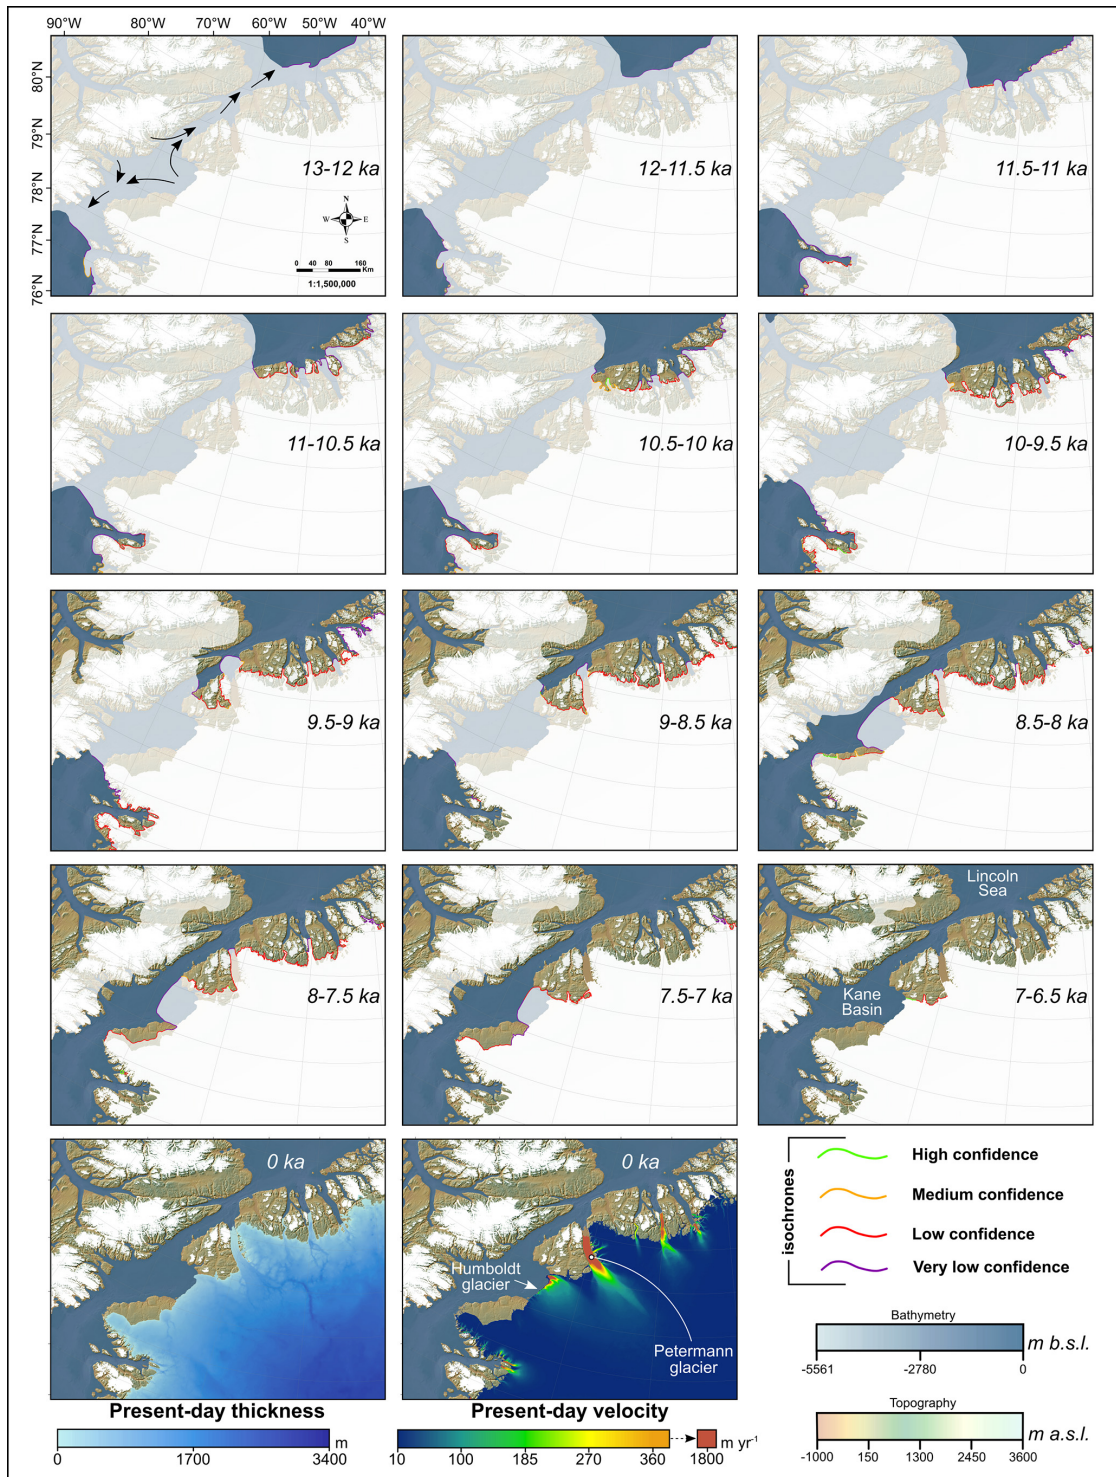 90°W 80°W 70°W 60°W 50°W 40°W
80°N
79°N
78°N
77°N
76°N
13-12 ka
N
W E
S
0 40 80 160
Km
1:1,500,000
12-11.5 ka
11.5-11 ka
11-10.5 ka
10.5-10 ka
10-9.5 ka
9.5-9 ka
9-8.5 ka
8.5-8 ka
8-7.5 ka
7.5-7 ka
Lincoln
Sea
Kane
Basin
7-6.5 ka
0 ka
0 ka
Humboldt
glacier
Petermann
glacier
isochrones
High confidence
Medium confidence
Low confidence
Very low confidence
Bathymetry
m b.s.l.
-5561 -2780 0
Topography
m a.s.l.
-1000 150 1300 2450 3600
Present-day thickness
m
0 1700 3400
Present-day velocity
m yr-1
10 100 185 270 360 1800